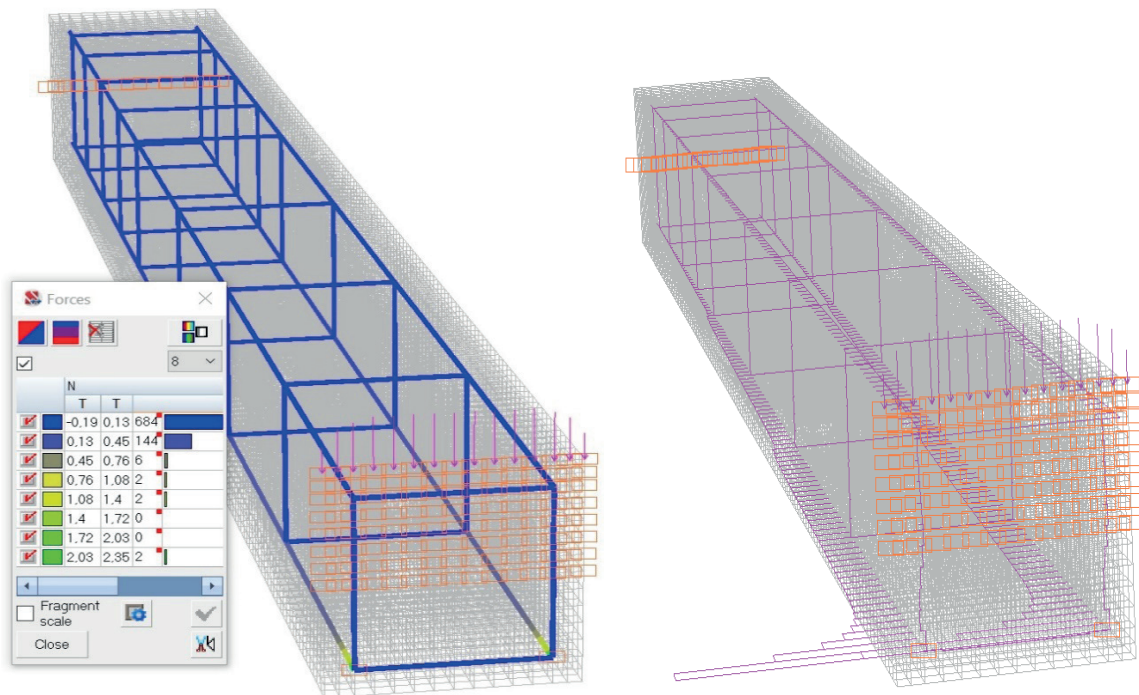 Forces
8
N
T T
-0,19 0,13 684
0,13 0,45 144
0,45 0,76 6
0,76 1,08 2
1,08 1,4 2
1,4 1,72 0
1,72 2,03 0
2,03 2,35 2
Fragment
scale
Close